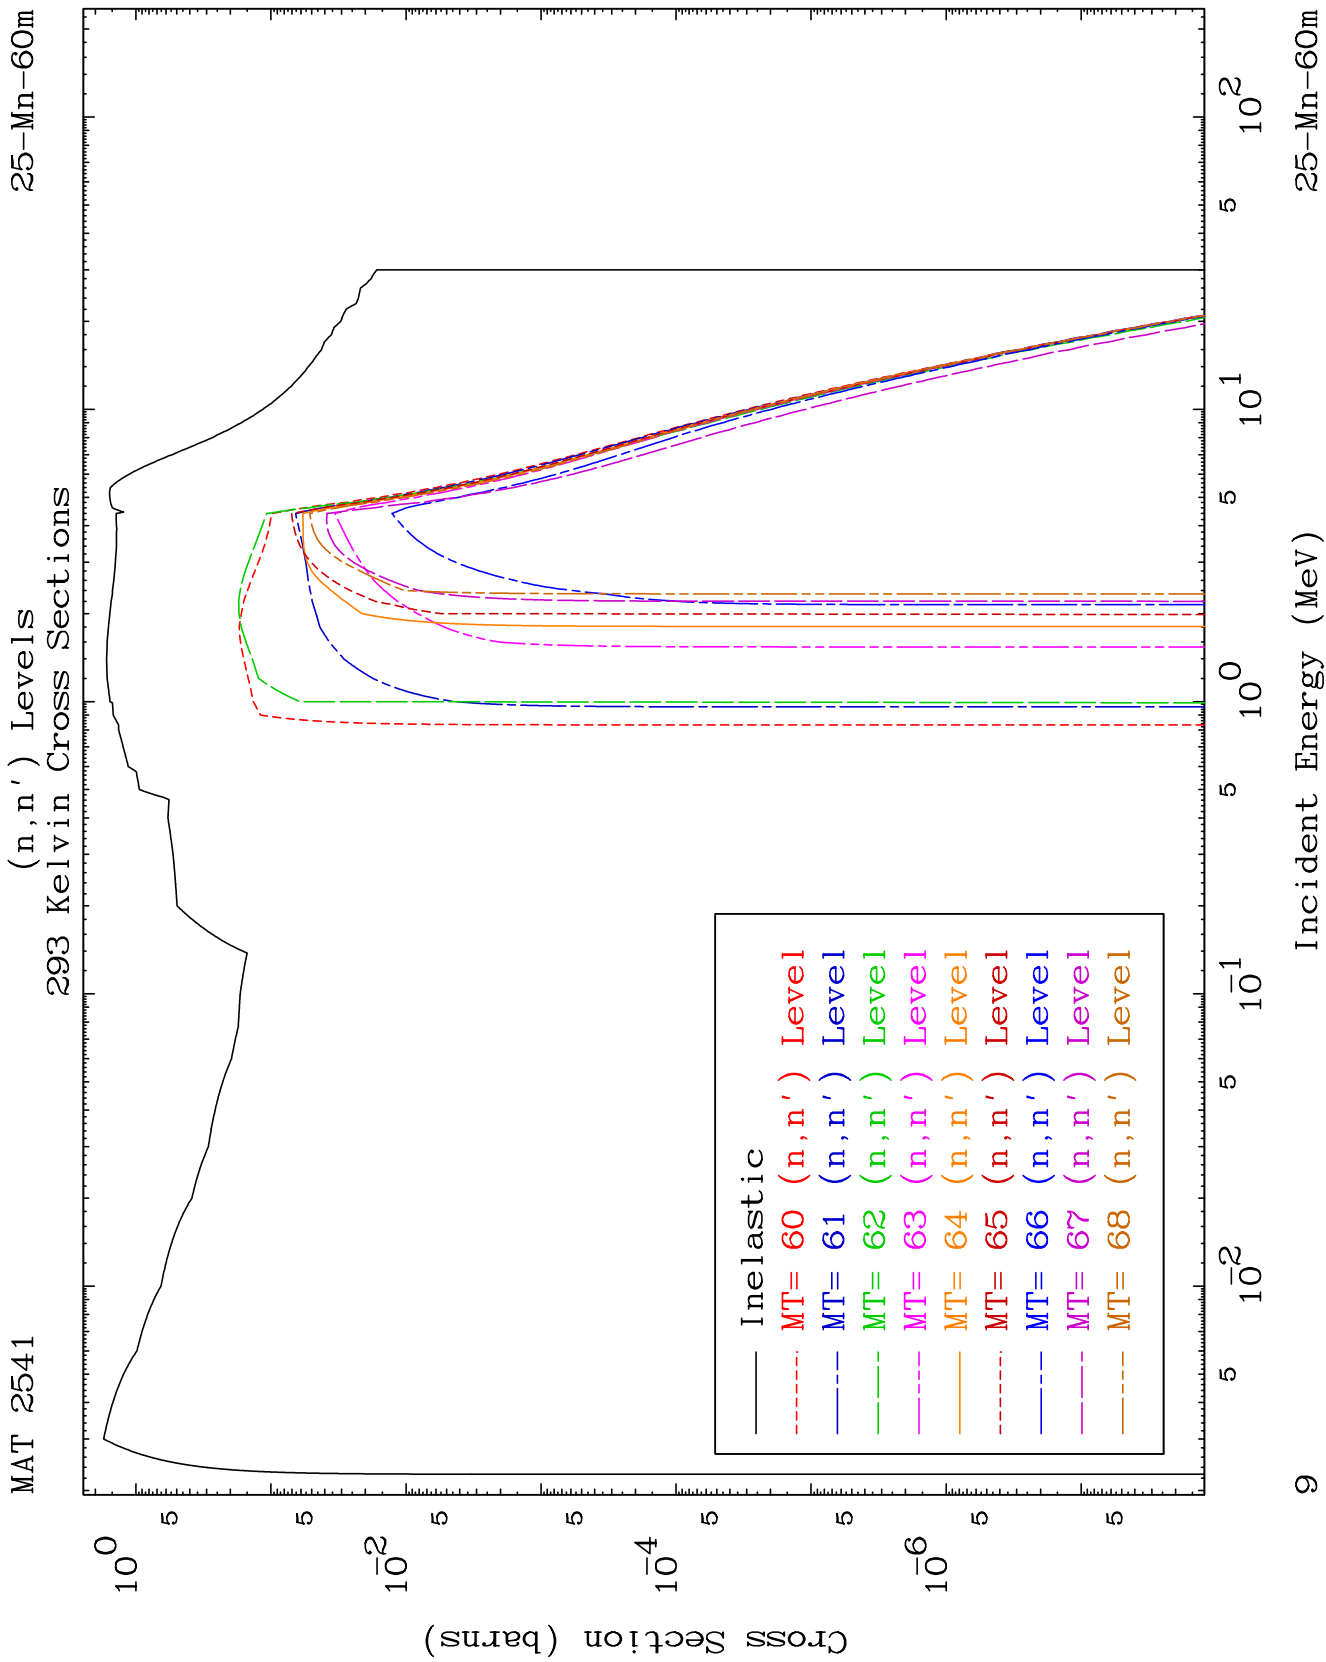 MAT 2541
(n,n') Levels
25-Mn-60m
293 Kelvin Cross Sections
Cross Section (barns)
10^0
5
5
10^-2
5
5
10^-4
5
5
10^-6
5
5
Inelastic
MT= 60 (n,n') Level
MT= 61 (n,n') Level
MT= 62 (n,n') Level
MT= 63 (n,n') Level
MT= 64 (n,n') Level
MT= 65 (n,n') Level
MT= 66 (n,n') Level
MT= 67 (n,n') Level
MT= 68 (n,n') Level
5
10^-2
5
10^-1
5
10^0
5
10^1
5
10^2
9
Incident Energy (MeV)
25-Mn-60m